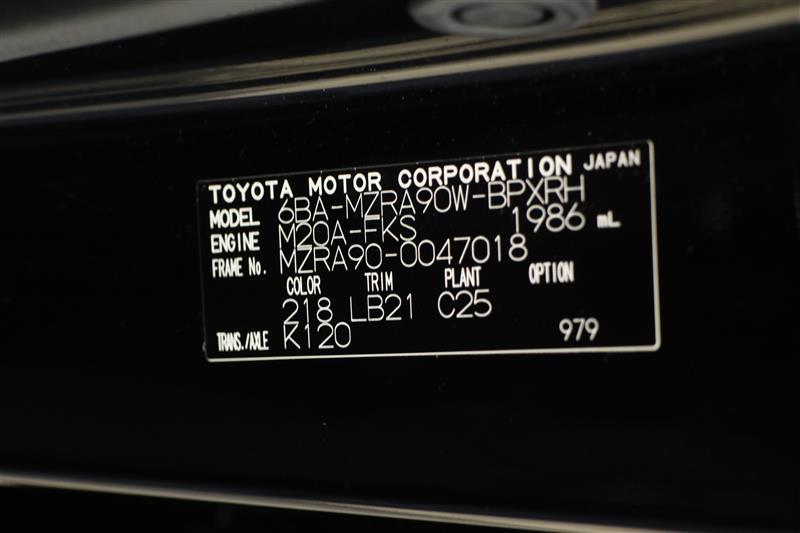 TOYOTA MOTOR CORPORATION JAPAN
MODEL 6BA-MZRA90W-BPXRH
ENGINE M20A-FKS 1986 mL
FRAME No. MZRA90-0047018
COLOR TRIM PLANT OPTION
218 LB21 C25
TRANS./AXLE K120 979